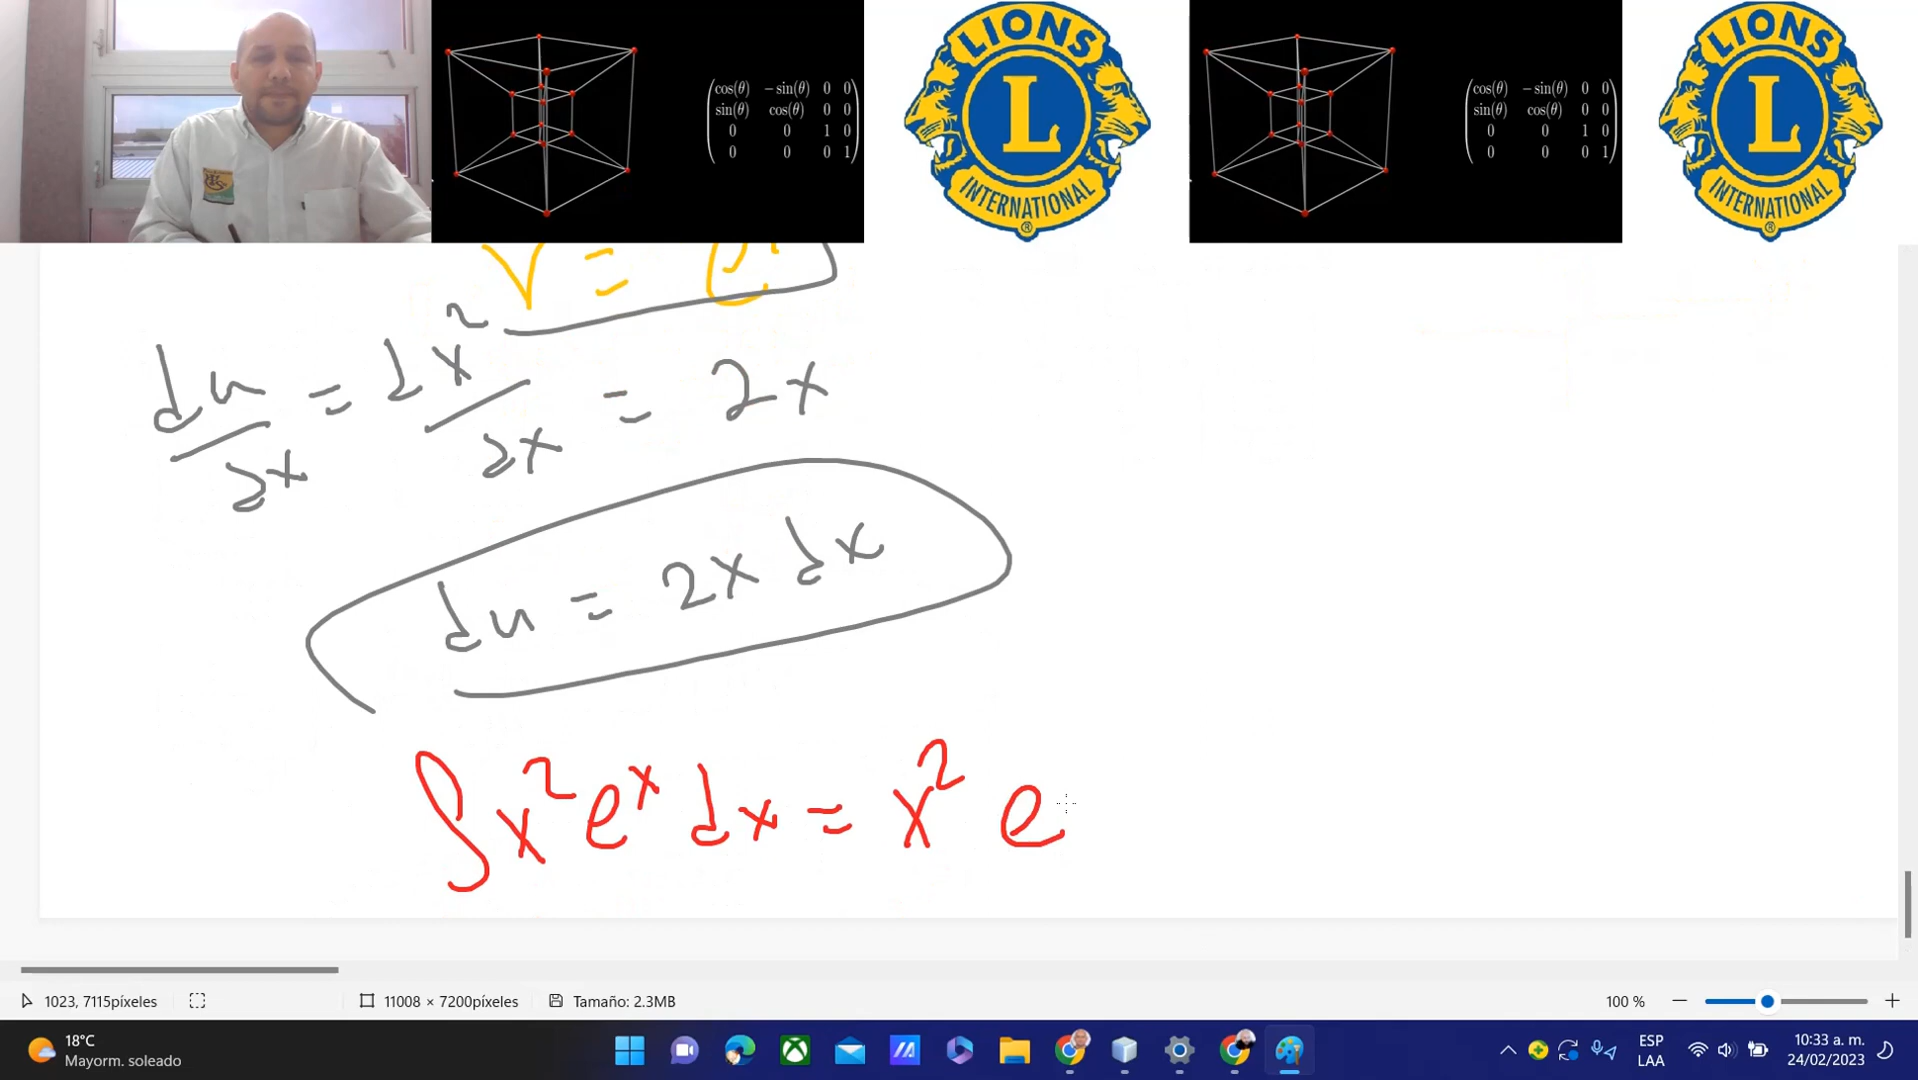 cos(θ) −sin(θ) 0 0
sin(θ) cos(θ) 0 0
0 0 1 0
0 0 0 1
LIONS
L
INTERNATIONAL
®
cos(θ) −sin(θ) 0 0
sin(θ) cos(θ) 0 0
0 0 1 0
0 0 0 1
LIONS
L
INTERNATIONAL
®
V =
du/dx = dx²/dx = 2x
du = 2x dx
∫x²eˣ dx = x² e
1023, 7115píxeles
11008 × 7200píxeles
Tamaño: 2.3MB
100 %
18°C
Mayorm. soleado
ESP
LAA
10:33 a. m.
24/02/2023